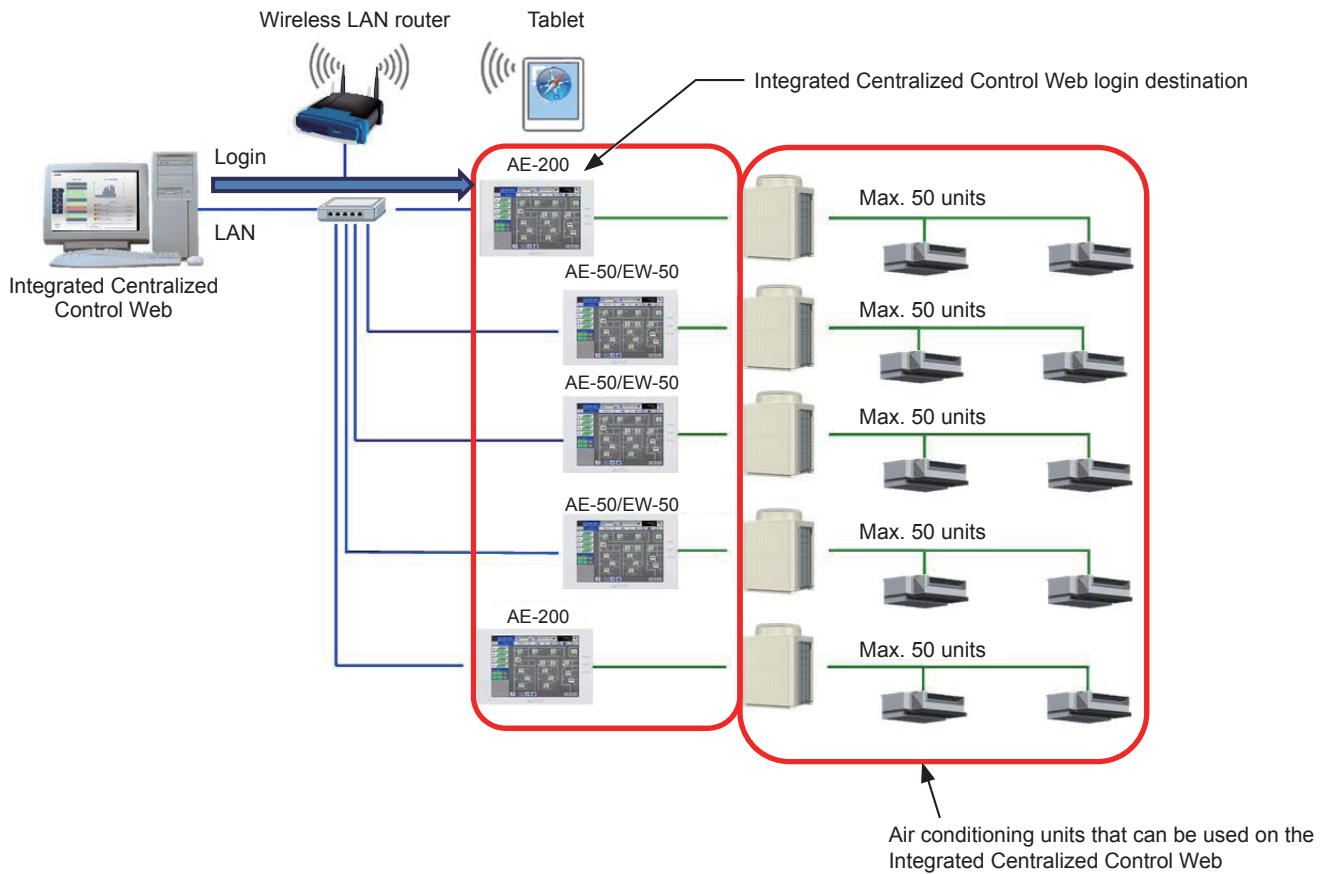 Wireless LAN router
Tablet
Integrated Centralized Control Web login destination
Login
AE-200
Max. 50 units
LAN
AE-50/EW-50
Integrated Centralized
Control Web
Max. 50 units
AE-50/EW-50
Max. 50 units
AE-50/EW-50
Max. 50 units
AE-200
Max. 50 units
Air conditioning units that can be used on the
Integrated Centralized Control Web